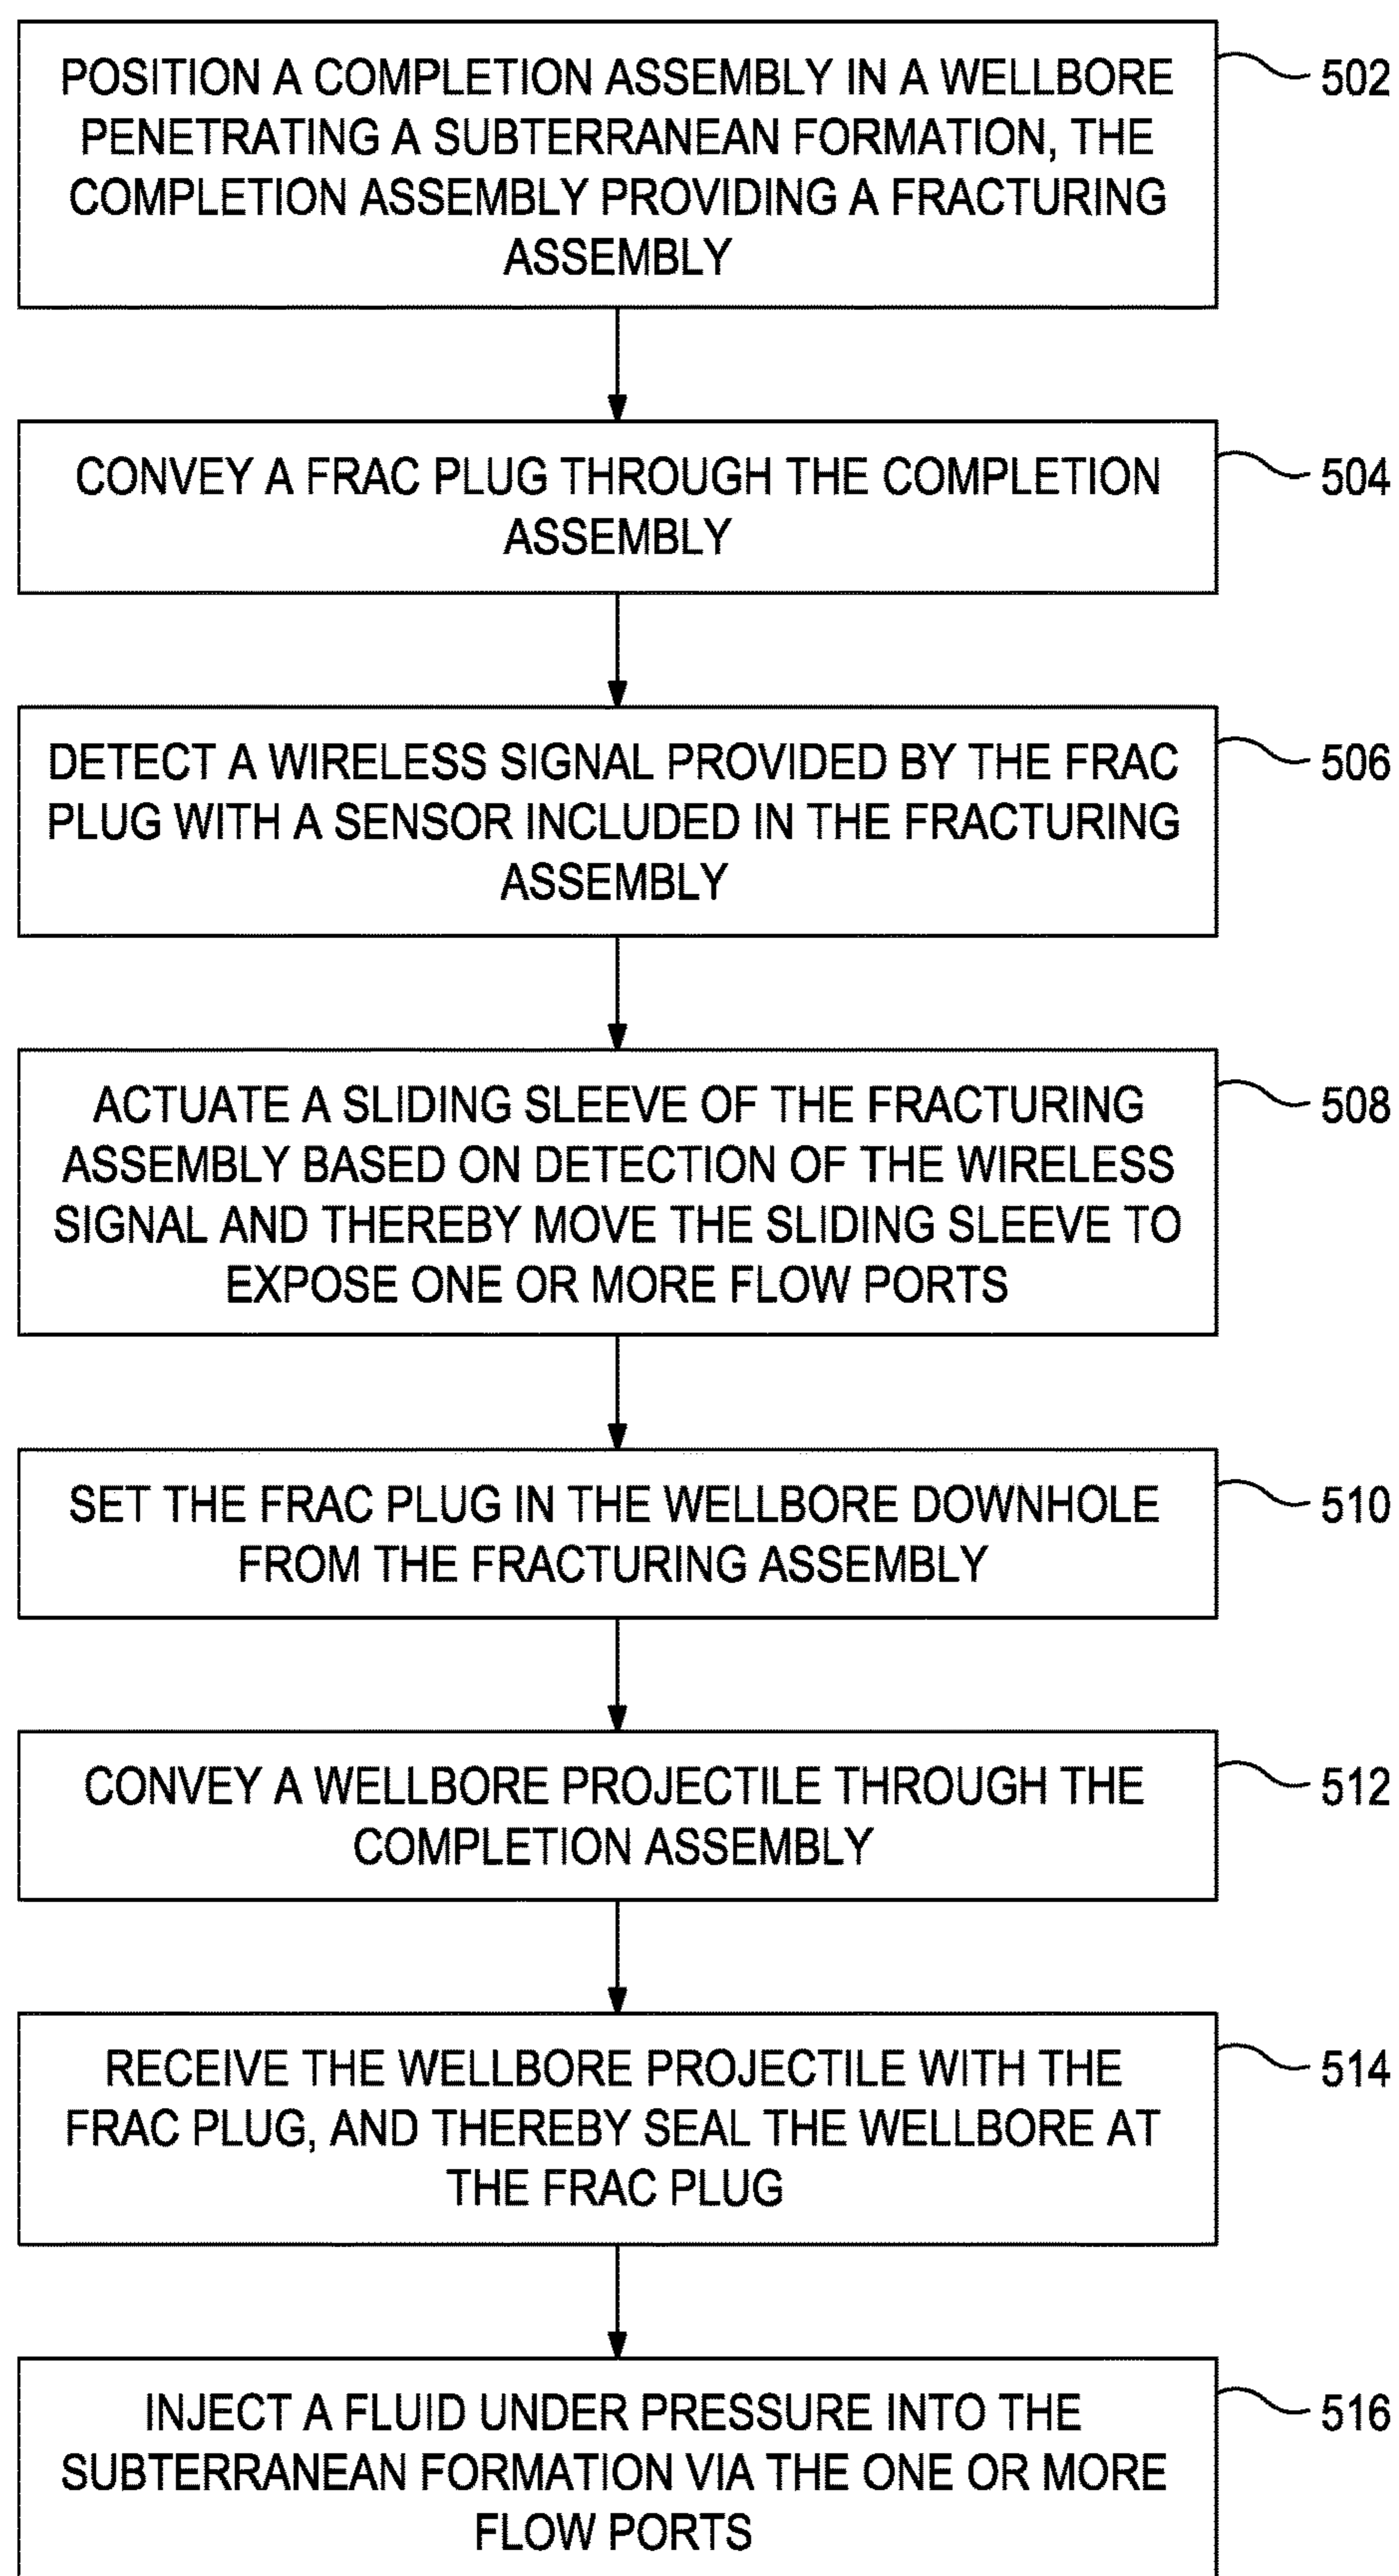 POSITION A COMPLETION ASSEMBLY IN A WELLBORE
PENETRATING A SUBTERRANEAN FORMATION, THE
COMPLETION ASSEMBLY PROVIDING A FRACTURING
ASSEMBLY
502
CONVEY A FRAC PLUG THROUGH THE COMPLETION
ASSEMBLY
504
DETECT A WIRELESS SIGNAL PROVIDED BY THE FRAC
PLUG WITH A SENSOR INCLUDED IN THE FRACTURING
ASSEMBLY
506
ACTUATE A SLIDING SLEEVE OF THE FRACTURING
ASSEMBLY BASED ON DETECTION OF THE WIRELESS
SIGNAL AND THEREBY MOVE THE SLIDING SLEEVE TO
EXPOSE ONE OR MORE FLOW PORTS
508
SET THE FRAC PLUG IN THE WELLBORE DOWNHOLE
FROM THE FRACTURING ASSEMBLY
510
CONVEY A WELLBORE PROJECTILE THROUGH THE
COMPLETION ASSEMBLY
512
RECEIVE THE WELLBORE PROJECTILE WITH THE
FRAC PLUG, AND THEREBY SEAL THE WELLBORE AT
THE FRAC PLUG
514
INJECT A FLUID UNDER PRESSURE INTO THE
SUBTERRANEAN FORMATION VIA THE ONE OR MORE
FLOW PORTS
516